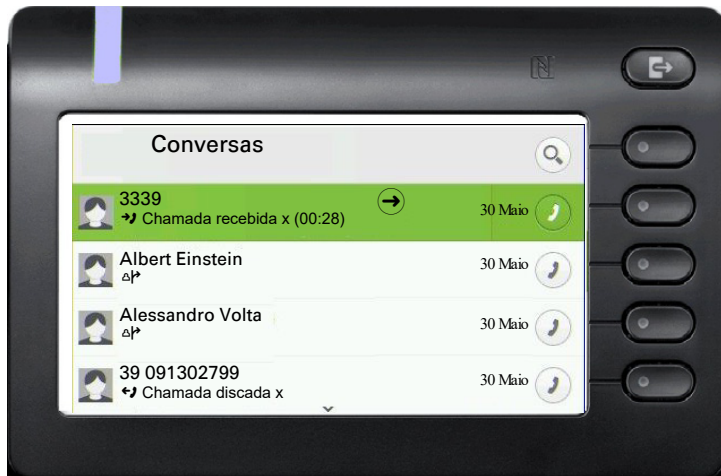 Conversas
3339
30 Maio
Chamada recebida x (00:28)
Albert Einstein
30 Maio
Alessandro Volta
30 Maio
39 091302799
30 Maio
Chamada discada x